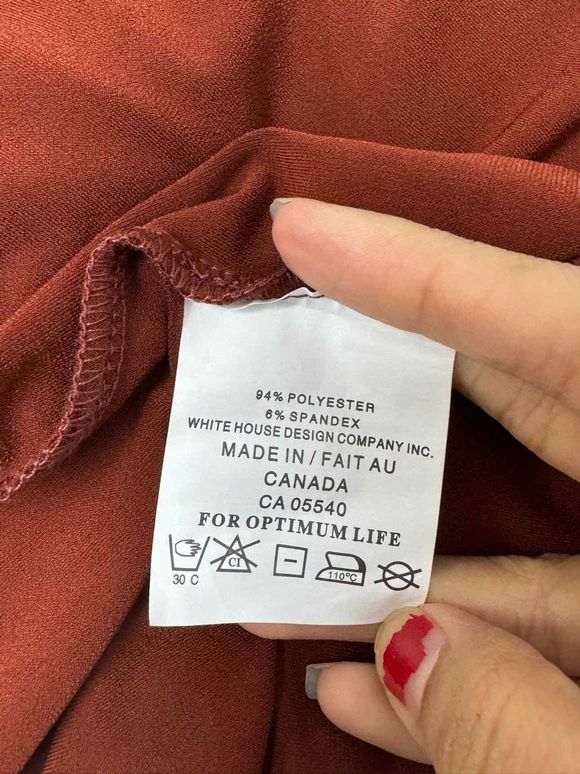 94% POLYESTER
6% SPANDEX
WHITE HOUSE DESIGN COMPANY INC.
MADE IN / FAIT AU
CANADA
CA 05540
FOR OPTIMUM LIFE
Cl 110°C
30 C